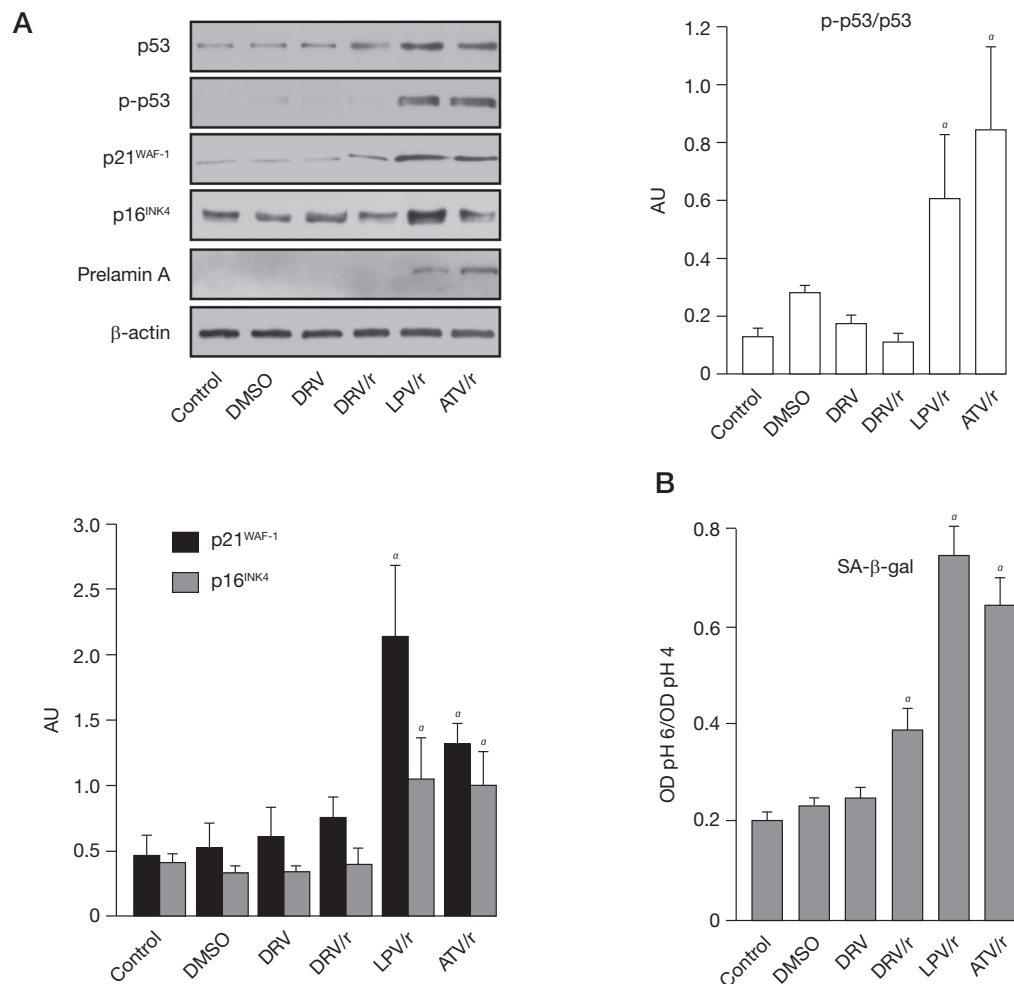 A
p53
p-p53
p21WAF-1
p16INK4
Prelamin A
β-actin
Control
DMSO
DRV
DRV/r
LPV/r
ATV/r
p-p53/p53
AU
1.2
1.0
0.8
0.6
0.4
0.2
0
a
a
Control
DMSO
DRV
DRV/r
LPV/r
ATV/r
p21WAF-1
p16INK4
AU
3.0
2.5
2.0
1.5
1.0
0.5
0
a
a
a
a
Control
DMSO
DRV
DRV/r
LPV/r
ATV/r
B
SA-β-gal
OD pH 6/OD pH 4
0.8
0.6
0.4
0.2
0
a
a
a
Control
DMSO
DRV
DRV/r
LPV/r
ATV/r